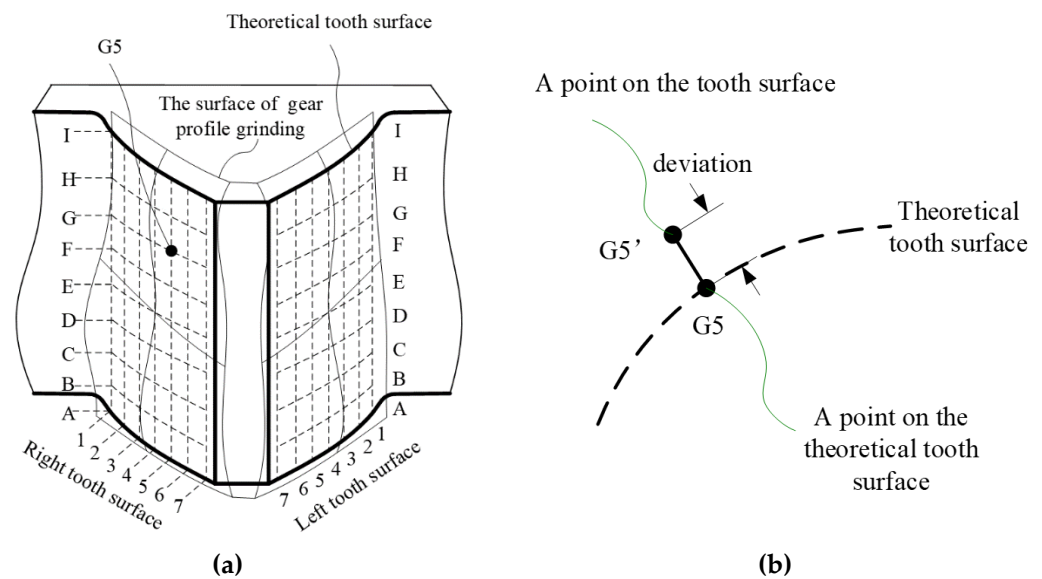 Theoretical tooth surface
G5
The surface of gear
profile grinding
I
H
G
F
E
D
C
B
A
I
H
G
F
E
D
C
B
A
1
2
3
4
5
6
7
Right tooth surface
7
6
5
4
3
2
1
Left tooth surface
(a)
A point on the tooth surface
deviation
Theoretical
tooth surface
G5’
G5
A point on the
theoretical tooth
surface
(b)